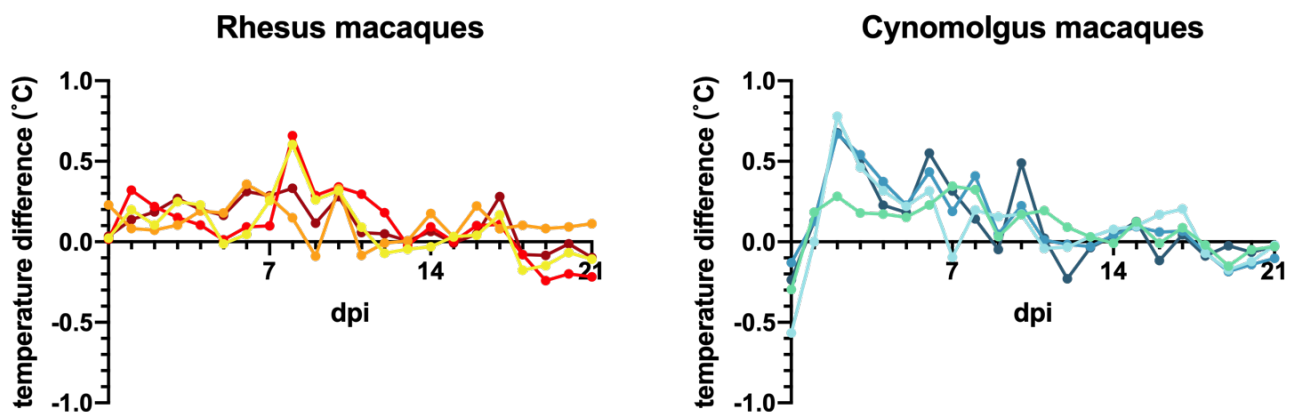 Rhesus macaques
temperature difference (˚C)
1.0
0.5
0.0
-0.5
-1.0
7
14
21
dpi
Cynomolgus macaques
temperature difference (˚C)
1.0
0.5
0.0
-0.5
-1.0
7
14
21
dpi